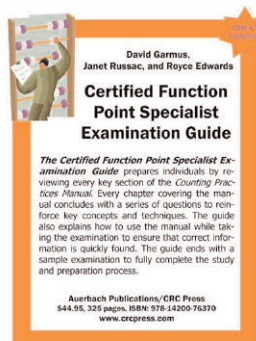 David Garmus,
Janet Russac, and Royce Edwards
Certified Function
Point Specialist
Examination Guide
The Certified Function Point Specialist Ex-
amination Guide prepares individuals by re-
viewing every key section of the Counting Prac-
tices Manual. Every chapter covering the man-
ual concludes with a series of questions to rein-
force key concepts and techniques. The guide
also explains how to use the manual while tak-
ing the examination to ensure that correct infor-
mation is quickly found. The guide ends with a
sample examination to fully complete the study
and preparation process.
Auerbach Publications/CRC Press
$44.95, 325 pages, ISBN: 978-14200-76370
www.crcpress.com